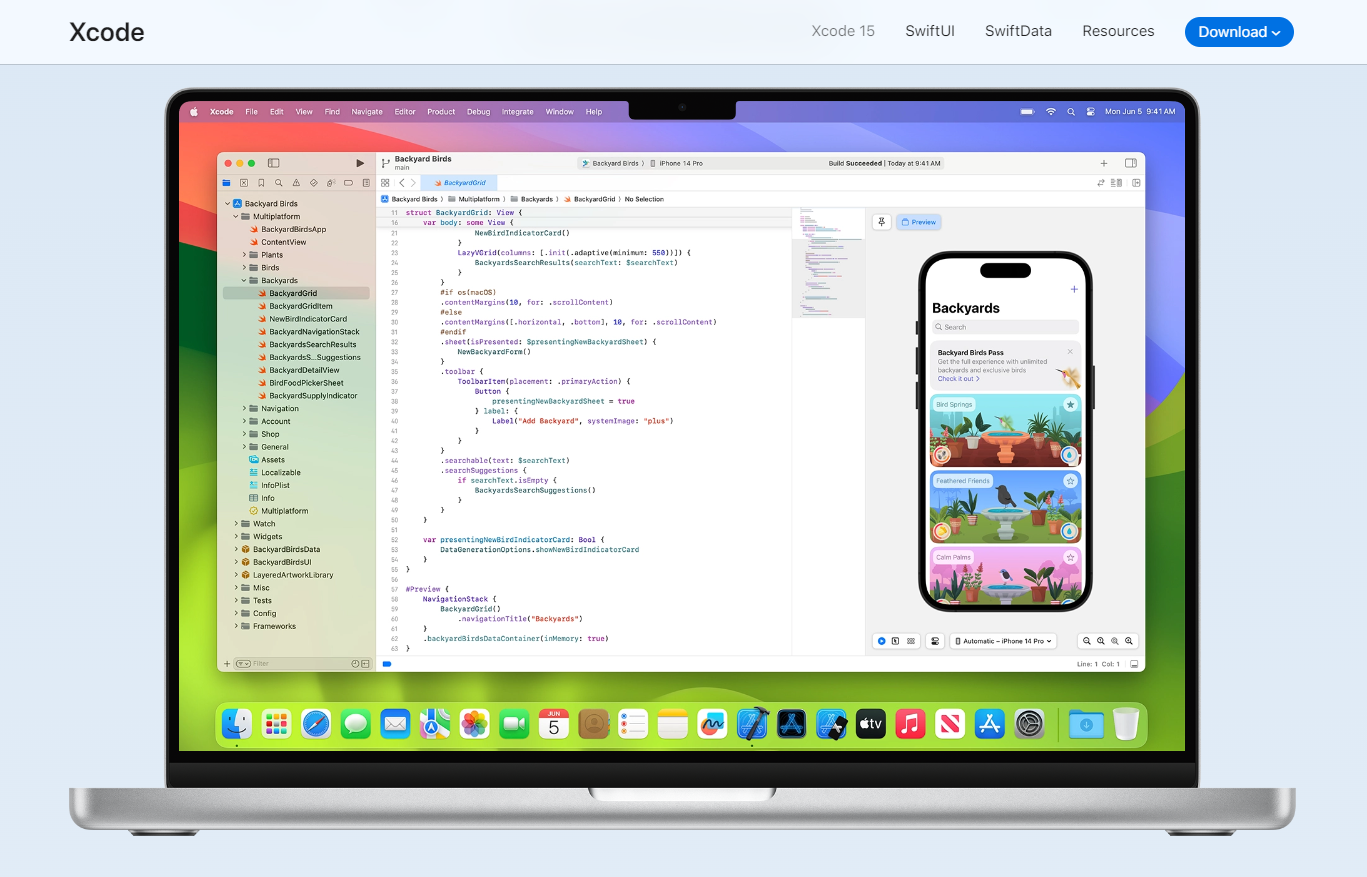 Xcode
Xcode 15 SwiftUI SwiftData Resources Download
Xcode File Edit View Find Navigate Editor Product Debug Integrate Window Help Mon Jun 5 9:41 AM
Backyard Birds
main
Backyard Birds iPhone 14 Pro
Build Succeeded | Today at 9:41 AM
BackyardGrid
Backyard Birds Multiplatform Backyards BackyardGrid No Selection
Backyard Birds
Multiplatform
BackyardBirdsApp
ContentView
Plants
Birds
Backyards
BackyardGrid
BackyardGridItem
NewBirdIndicatorCard
BackyardNavigationStack
BackyardsSearchResults
BackyardsS...Suggestions
BackyardDetailView
BirdFoodPickerSheet
BackyardSupplyIndicator
Navigation
Account
Shop
General
Assets
Localizable
InfoPlist
Info
Multiplatform
Watch
Widgets
BackyardBirdsData
BackyardBirdsUI
LayeredArtworkLibrary
Misc
Tests
Config
Frameworks
Filter
11 struct BackyardGrid: View {
16 var body: some View {
21 NewBirdIndicatorCard()
22 }
23 LazyVGrid(columns: [.init(.adaptive(minimum: 550))]) {
24 BackyardsSearchResults(searchText: $searchText)
25 }
26 }
27 #if os(macOS)
28 .contentMargins(10, for: .scrollContent)
29 #else
30 .contentMargins([.horizontal, .bottom], 10, for: .scrollContent)
31 #endif
32 .sheet(isPresented: $presentingNewBackyardSheet) {
33 NewBackyardForm()
34 }
35 .toolbar {
36 ToolbarItem(placement: .primaryAction) {
37 Button {
38 presentingNewBackyardSheet = true
39 } label: {
40 Label("Add Backyard", systemImage: "plus")
41 }
42 }
43 }
44 .searchable(text: $searchText)
45 .searchSuggestions {
46 if searchText.isEmpty {
47 BackyardsSearchSuggestions()
48 }
49 }
50 }
51
52 var presentingNewBirdIndicatorCard: Bool {
53 DataGenerationOptions.showNewBirdIndicatorCard
54 }
55 }
56
57 #Preview {
58 NavigationStack {
59 BackyardGrid()
60 .navigationTitle("Backyards")
61 }
62 .backyardBirdsDataContainer(inMemory: true)
63 }
Preview
Backyards
Search
Backyard Birds Pass
Get the full experience with unlimited
backyards and exclusive birds
Check it out
Bird Springs
Feathered Friends
Calm Palms
Automatic – iPhone 14 Pro
Line: 1 Col: 1
JUN
5
tv